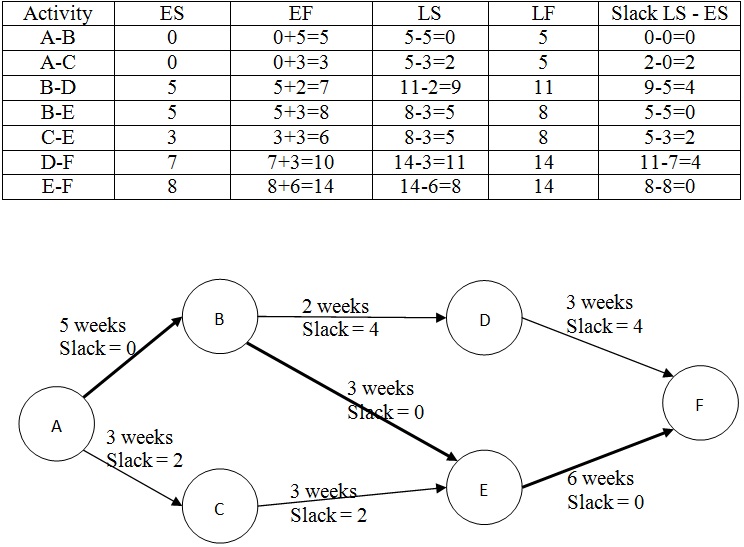 Activity ES EF LS LF Slack LS - ES
A-B 0 0+5=5 5-5=0 5 0-0=0
A-C 0 0+3=3 5-3=2 5 2-0=2
B-D 5 5+2=7 11-2=9 11 9-5=4
B-E 5 5+3=8 8-3=5 8 5-5=0
C-E 3 3+3=6 8-3=5 8 5-3=2
D-F 7 7+3=10 14-3=11 14 11-7=4
E-F 8 8+6=14 14-6=8 14 8-8=0
5 weeks
Slack = 0
B
2 weeks
Slack = 4
D
3 weeks
Slack = 4
3 weeks
Slack = 0
F
A
3 weeks
Slack = 2
C
3 weeks
Slack = 2
E
6 weeks
Slack = 0